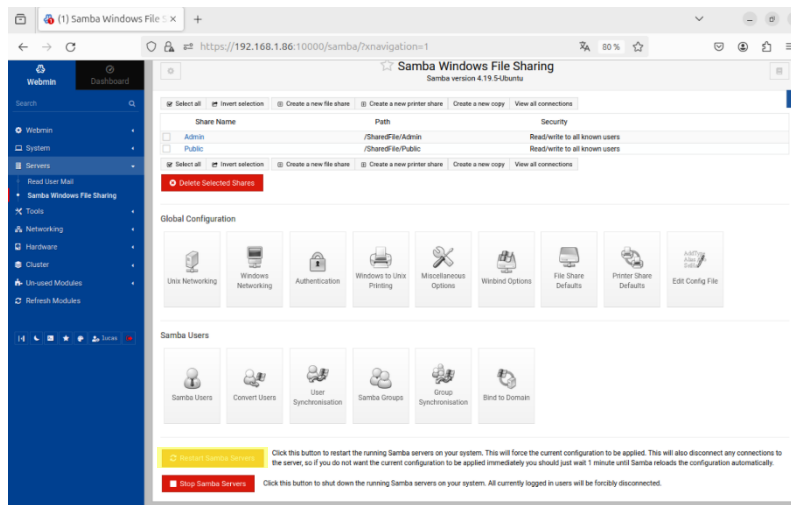 (1) Samba Windows File S
https://192.168.1.86:10000/samba/?xnavigation=1
80 %
Webmin
Dashboard
Search
Webmin
System
Servers
Read User Mail
Samba Windows File Sharing
Tools
Networking
Hardware
Cluster
Un-used Modules
Refresh Modules
lucas
Samba Windows File Sharing
Samba version 4.19.5-Ubuntu
Select all Invert selection Create a new file share Create a new printer share Create a new copy View all connections
Share Name Path Security
Admin /SharedFile/Admin Read/write to all known users
Public /SharedFile/Public Read/write to all known users
Select all Invert selection Create a new file share Create a new printer share Create a new copy View all connections
Delete Selected Shares
Global Configuration
Unix Networking
Windows
Networking
Authentication
Windows to Unix
Printing
Miscellaneous
Options
Winbind Options
File Share
Defaults
Printer Share
Defaults
Edit Config File
Samba Users
Samba Users
Convert Users
User
Synchronisation
Samba Groups
Group
Synchronisation
Bind to Domain
Restart Samba Servers
Click this button to restart the running Samba servers on your system. This will force the current configuration to be applied. This will also disconnect any connections to
the server, so if you do not want the current configuration to be applied immediately you should just wait 1 minute until Samba reloads the configuration automatically.
Stop Samba Servers
Click this button to shut down the running Samba servers on your system. All currently logged in users will be forcibly disconnected.